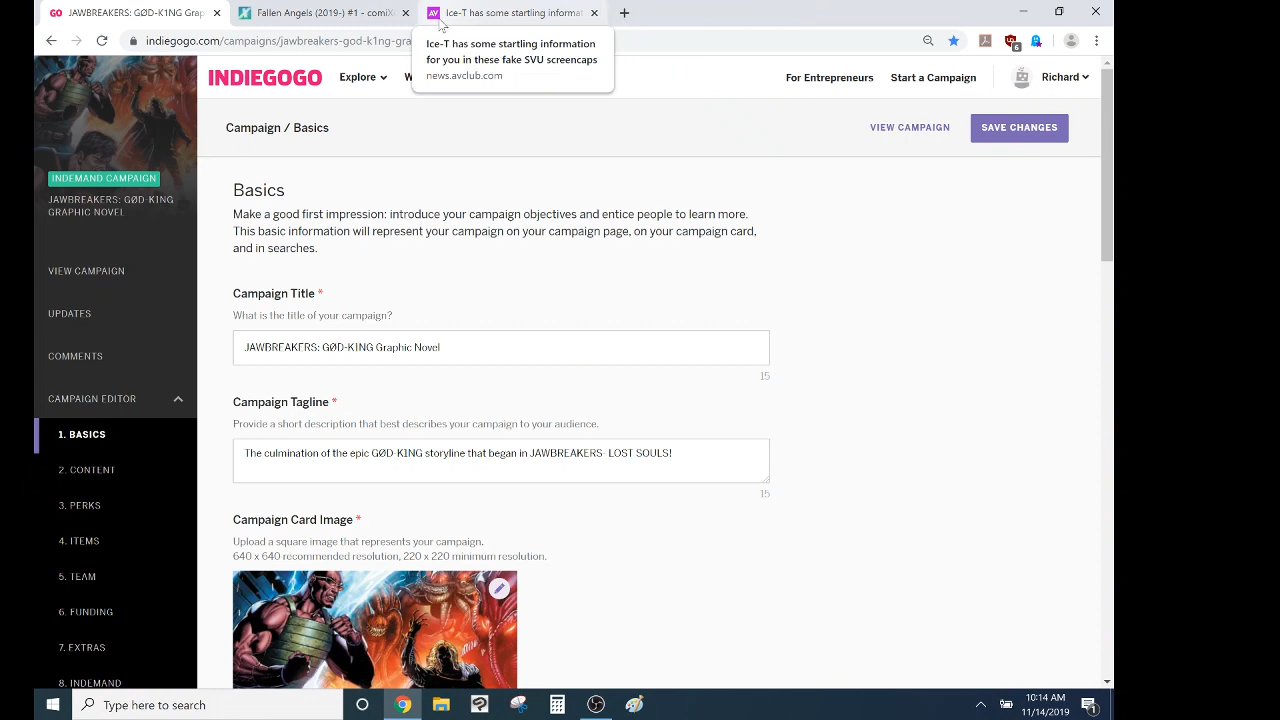 GO JAWBREAKERS: GØD-K1NG Grap
Fallen Angels (2019-) #1 - comiX
AV Ice-T has some startling informat
indiegogo.com/campaigns/jawbreakers-god-k1ng-gra
6
Ice-T has some startling information
for you in these fake SVU screencaps
news.avclub.com
INDIEGOGO
Explore
W
For Entrepreneurs
Start a Campaign
Richard
Campaign / Basics
VIEW CAMPAIGN
SAVE CHANGES
INDEMAND CAMPAIGN
JAWBREAKERS: GØD-K1NG
GRAPHIC NOVEL
VIEW CAMPAIGN
UPDATES
COMMENTS
CAMPAIGN EDITOR
1. BASICS
2. CONTENT
3. PERKS
4. ITEMS
5. TEAM
6. FUNDING
7. EXTRAS
8. INDEMAND
Basics
Make a good first impression: introduce your campaign objectives and entice people to learn more.
This basic information will represent your campaign on your campaign page, on your campaign card,
and in searches.
Campaign Title *
What is the title of your campaign?
JAWBREAKERS: GØD-K1NG Graphic Novel
15
Campaign Tagline *
Provide a short description that best describes your campaign to your audience.
The culmination of the epic GØD-KING storyline that began in JAWBREAKERS- LOST SOULS!
15
Campaign Card Image *
Upload a square image that represents your campaign.
640 x 640 recommended resolution, 220 x 220 minimum resolution.
Type here to search
10:14 AM
11/14/2019
1